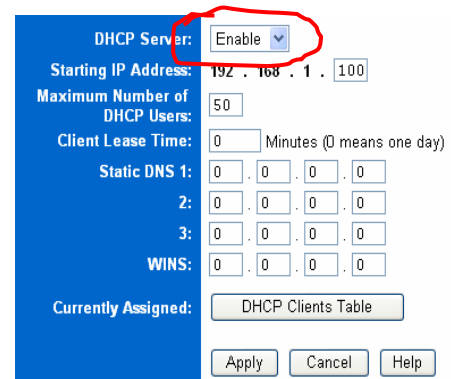 DHCP Server: Enable
Starting IP Address: 192 . 168 . 1 . 100
Maximum Number of
DHCP Users: 50
Client Lease Time: 0 Minutes (0 means one day)
Static DNS 1: 0 . 0 . 0 . 0
2: 0 . 0 . 0 . 0
3: 0 . 0 . 0 . 0
WINS: 0 . 0 . 0 . 0
Currently Assigned: DHCP Clients Table
Apply Cancel Help